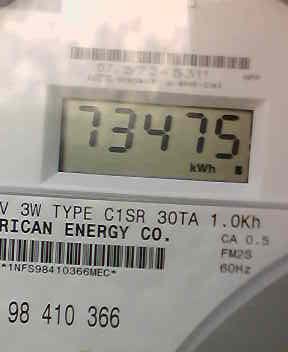 73475
kWh
V 3W TYPE C1SR 30TA 1.0Kh
RICAN ENERGY CO.
CA 0.5
FM2S
60Hz
*1NFS98410366MEC*
98 410 366